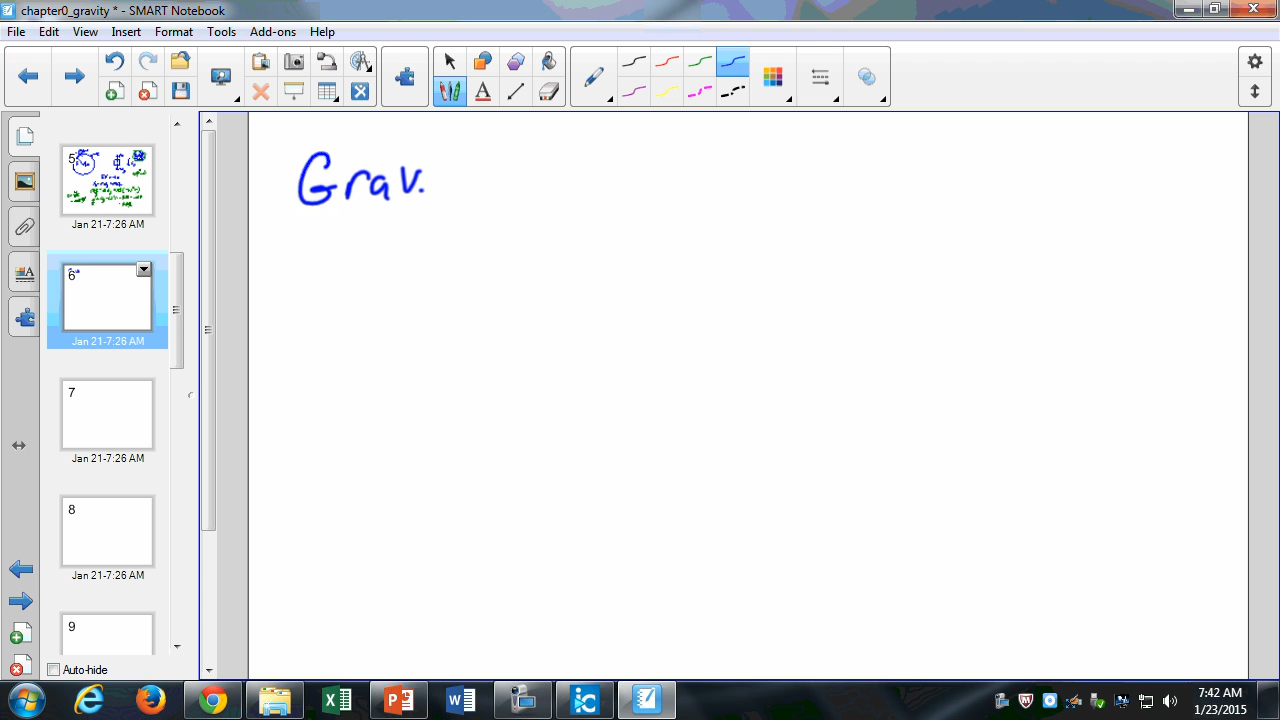 chapter0_gravity * - SMART Notebook
File Edit View Insert Format Tools Add-ons Help
Grav.
5
Jan 21-7:26 AM
6
Jan 21-7:26 AM
7
Jan 21-7:26 AM
8
Jan 21-7:26 AM
9
Auto-hide
7:42 AM
1/23/2015